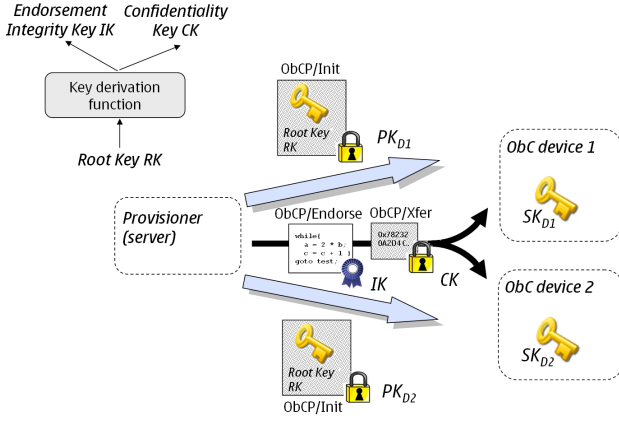 Endorsement
Integrity Key IK
Confidentiality
Key CK
Key derivation
function
Root Key RK
ObCP/Init
Root Key
RK
PK_D1
ObC device 1
SK_D1
Provisioner
(server)
ObCP/Endorse
while{
a = 2 * b;
c = c + 1 }
goto test;
IK
ObCP/Xfer
0x78232
0A2D4C..
CK
ObC device 2
SK_D2
Root Key
RK
PK_D2
ObCP/Init